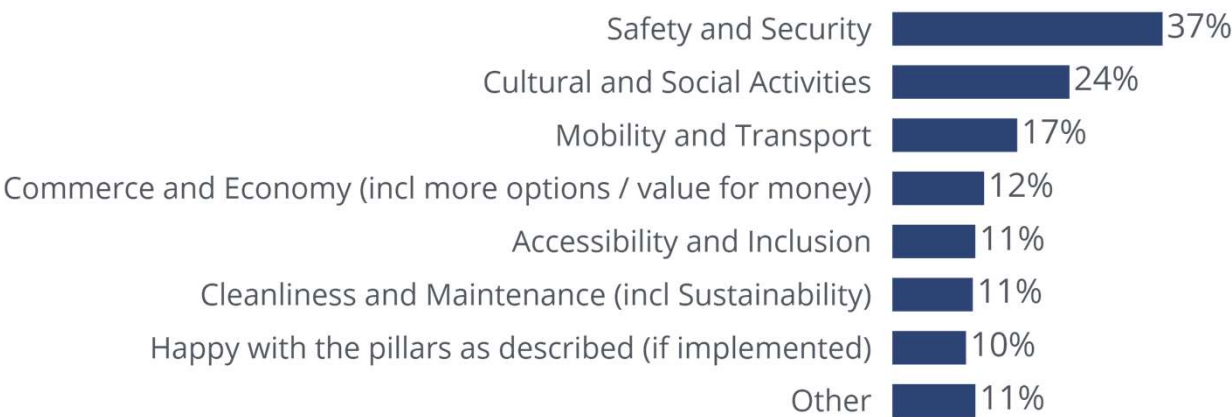 Safety and Security 37%
Cultural and Social Activities 24%
Mobility and Transport 17%
Commerce and Economy (incl more options / value for money) 12%
Accessibility and Inclusion 11%
Cleanliness and Maintenance (incl Sustainability) 11%
Happy with the pillars as described (if implemented) 10%
Other 11%